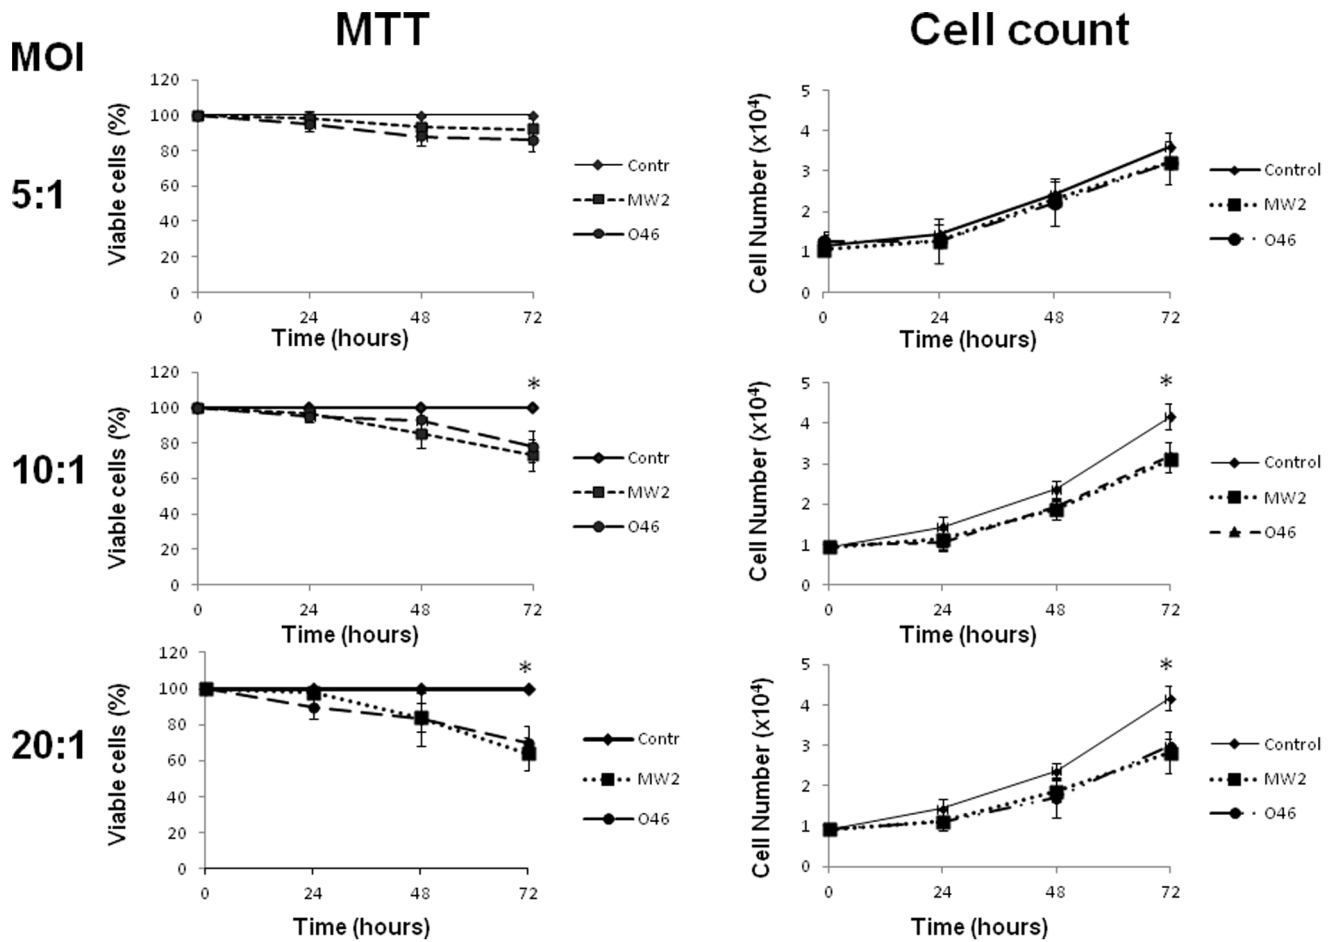 MTT
Cell count
MOI
5:1
Viable cells (%)
120
100
80
60
40
20
0
0 24 48 72
Time (hours)
Contr
MW2
O46
Cell Number (x10⁴)
5
4
3
2
1
0
0 24 48 72
Time (hours)
Control
MW2
O46
10:1
Viable cells (%)
120
100
80
60
40
20
0
*
0 24 48 72
Time (hours)
Contr
MW2
O46
Cell Number (x10⁴)
5
4
3
2
1
0
*
0 24 48 72
Time (hours)
Control
MW2
O46
20:1
Viable cells (%)
120
100
80
60
40
20
0
*
0 24 48 72
Time (hours)
Contr
MW2
O46
Cell Number (x10⁴)
5
4
3
2
1
0
*
0 24 48 72
Time (hours)
Control
MW2
O46